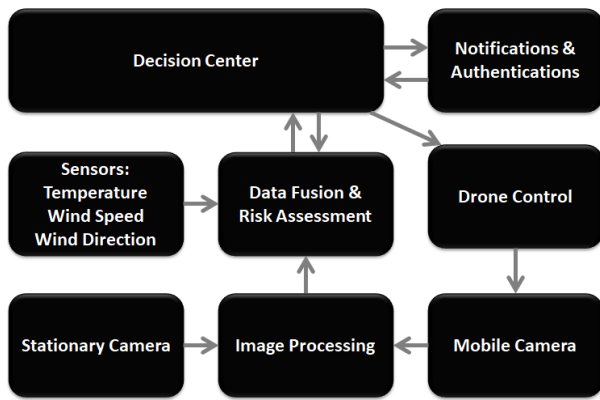 Decision Center
Notifications &
Authentications
Sensors:
Temperature
Wind Speed
Wind Direction
Data Fusion &
Risk Assessment
Drone Control
Stationary Camera
Image Processing
Mobile Camera